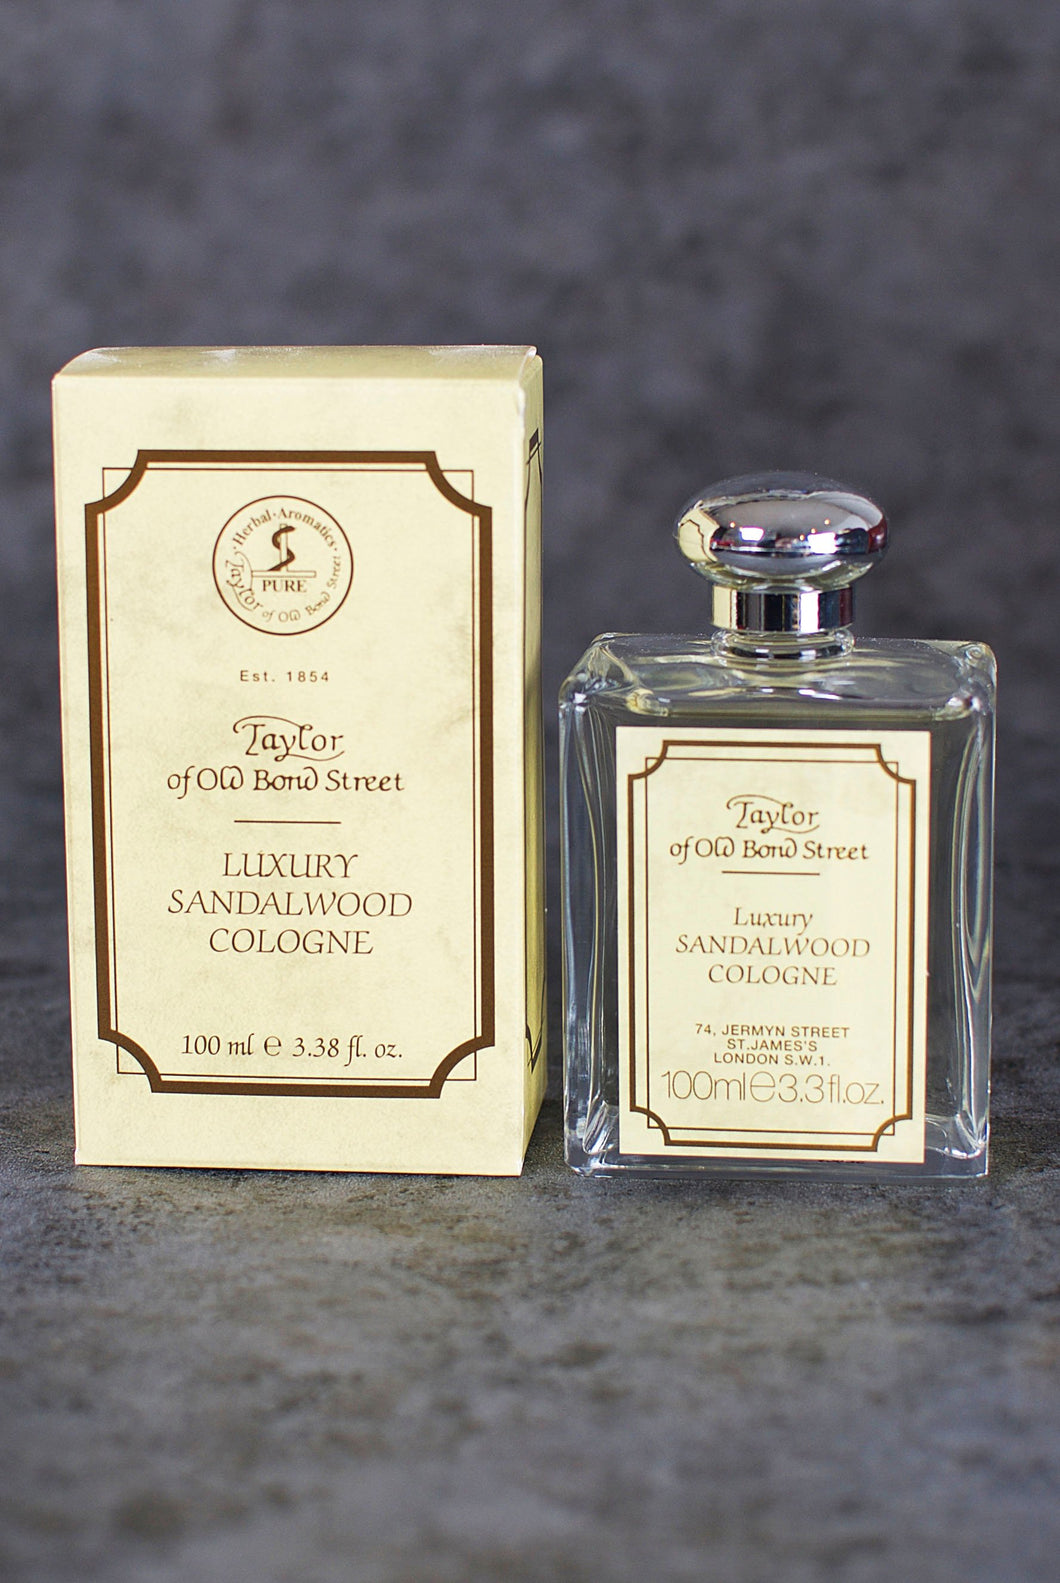 ·Herbal·Aromatics·
PURE
Taylor of Old Bond Street
Est. 1854
Taylor
of Old Bond Street
LUXURY
SANDALWOOD
COLOGNE
100 ml ℮ 3.38 fl. oz.
Taylor
of Old Bond Street
Luxury
SANDALWOOD
COLOGNE
74, JERMYN STREET
ST.JAMES'S
LONDON S.W.1.
100ml℮3.3fl.oz.